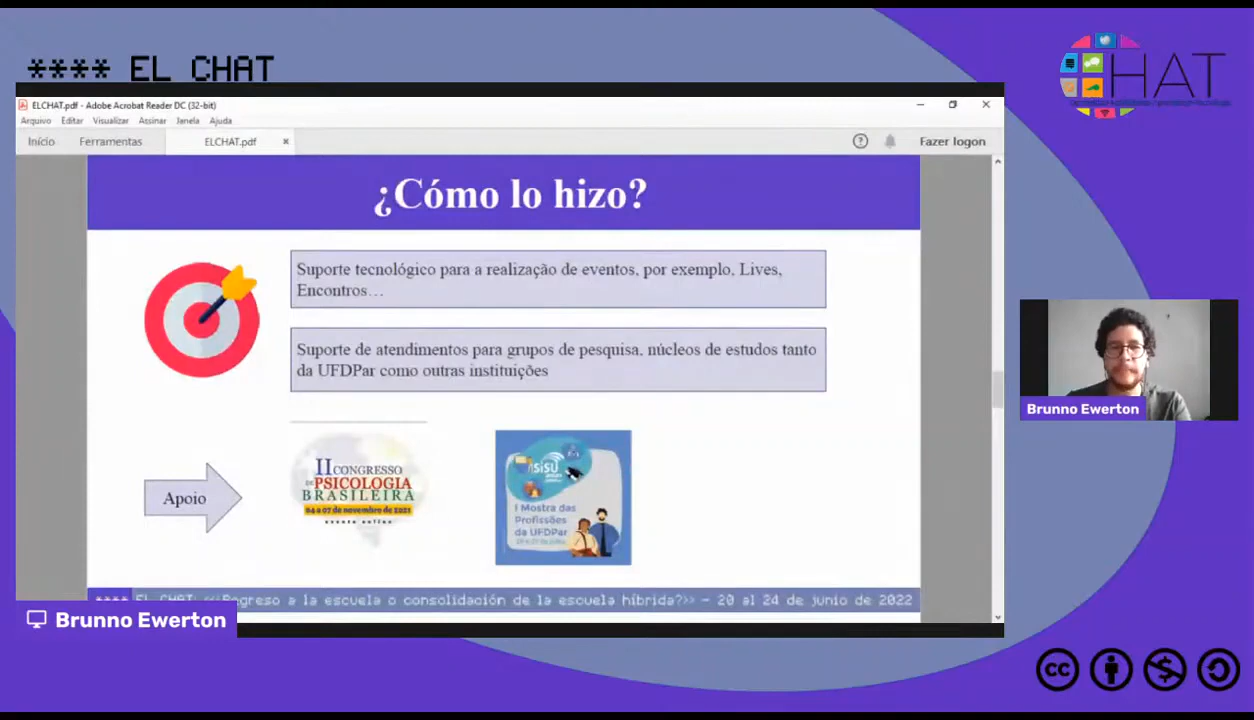 **** EL CHAT
HAT
ELCHAT.pdf - Adobe Acrobat Reader DC (32-bit)
Arquivo Editar Visualizar Assinar Janela Ajuda
Início Ferramentas ELCHAT.pdf × ? Fazer logon
¿Cómo lo hizo?
Suporte tecnológico para a realização de eventos, por exemplo, Lives,
Encontros…
Suporte de atendimentos para grupos de pesquisa, núcleos de estudos tanto
da UFDPar como outras instituições
Apoio
II CONGRESSO
DE PSICOLOGIA
BRASILEIRA
04 a 07 de novembro de 2021
evento online
SiSU
I Mostra das
Profissões
da UFDPar
Brunno Ewerton
**** EL CHAT: <<Regreso a la escuela o consolidación de la escuela híbrida?>> - 20 al 24 de junio de 2022
Brunno Ewerton
cc